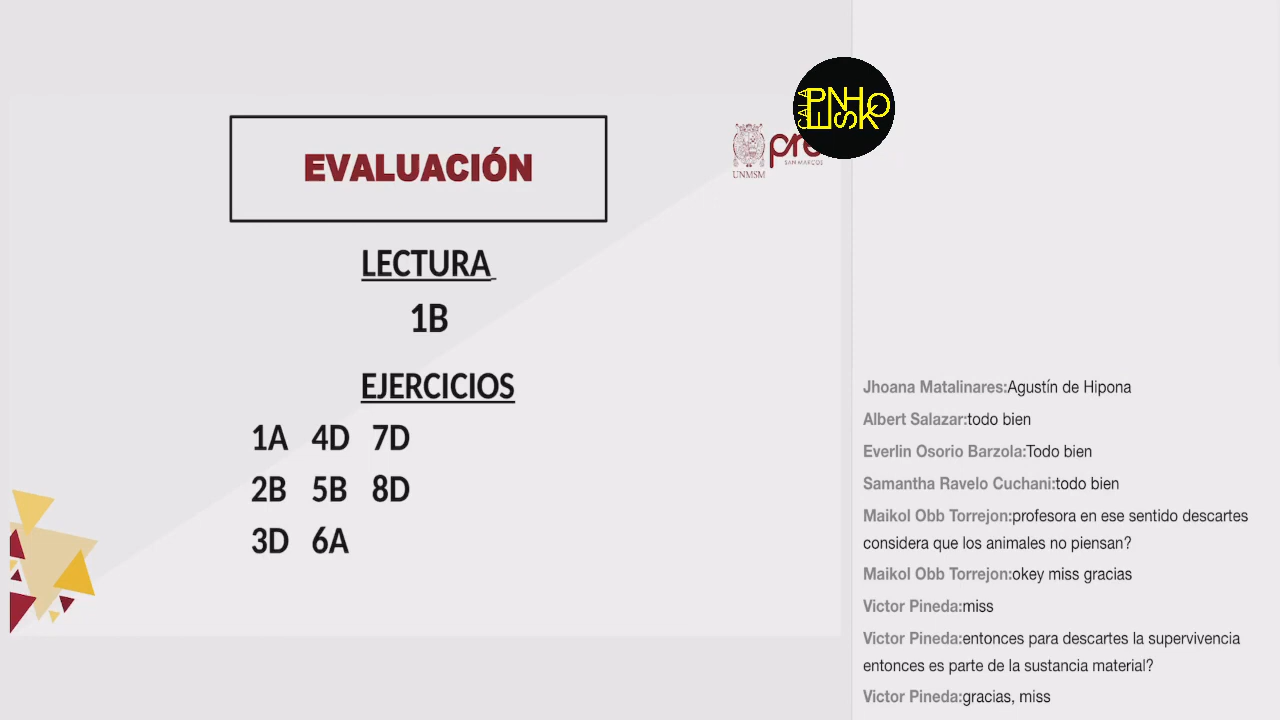 EVALUACIÓN
UNMSM
pre
SAN MARCOS
LECTURA
1B
EJERCICIOS
1A 4D 7D
2B 5B 8D
3D 6A
Jhoana Matalinares:Agustín de Hipona
Albert Salazar:todo bien
Everlin Osorio Barzola:Todo bien
Samantha Ravelo Cuchani:todo bien
Maikol Obb Torrejon:profesora en ese sentido descartes
considera que los animales no piensan?
Maikol Obb Torrejon:okey miss gracias
Victor Pineda:miss
Victor Pineda:entonces para descartes la supervivencia
entonces es parte de la sustancia material?
Victor Pineda:gracias, miss